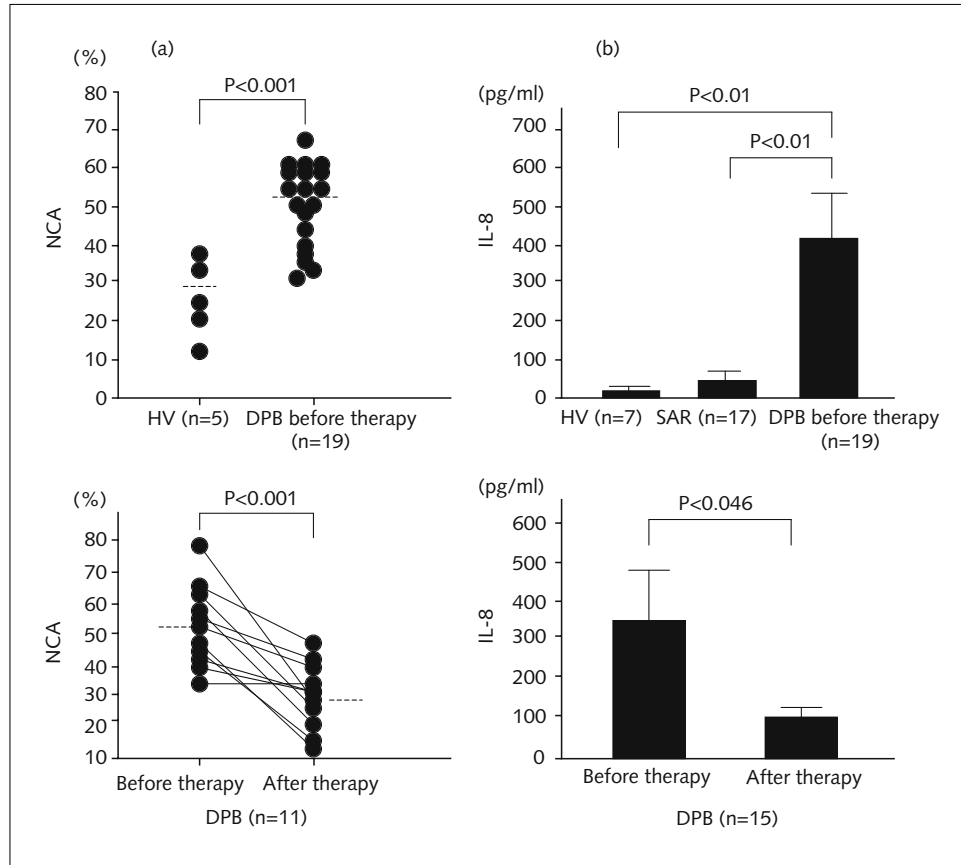 (a)
(%)
P<0.001
80
70
60
50
40
30
20
10
0
NCA
HV (n=5) DPB before therapy
(n=19)
(b)
(pg/ml)
P<0.01
P<0.01
700
600
500
400
300
200
100
0
IL-8
HV (n=7) SAR (n=17) DPB before therapy
(n=19)
(%)
P<0.001
80
70
60
50
40
30
20
10
NCA
Before therapy After therapy
DPB (n=11)
(pg/ml)
P<0.046
600
500
400
300
200
100
0
IL-8
Before therapy After therapy
DPB (n=15)